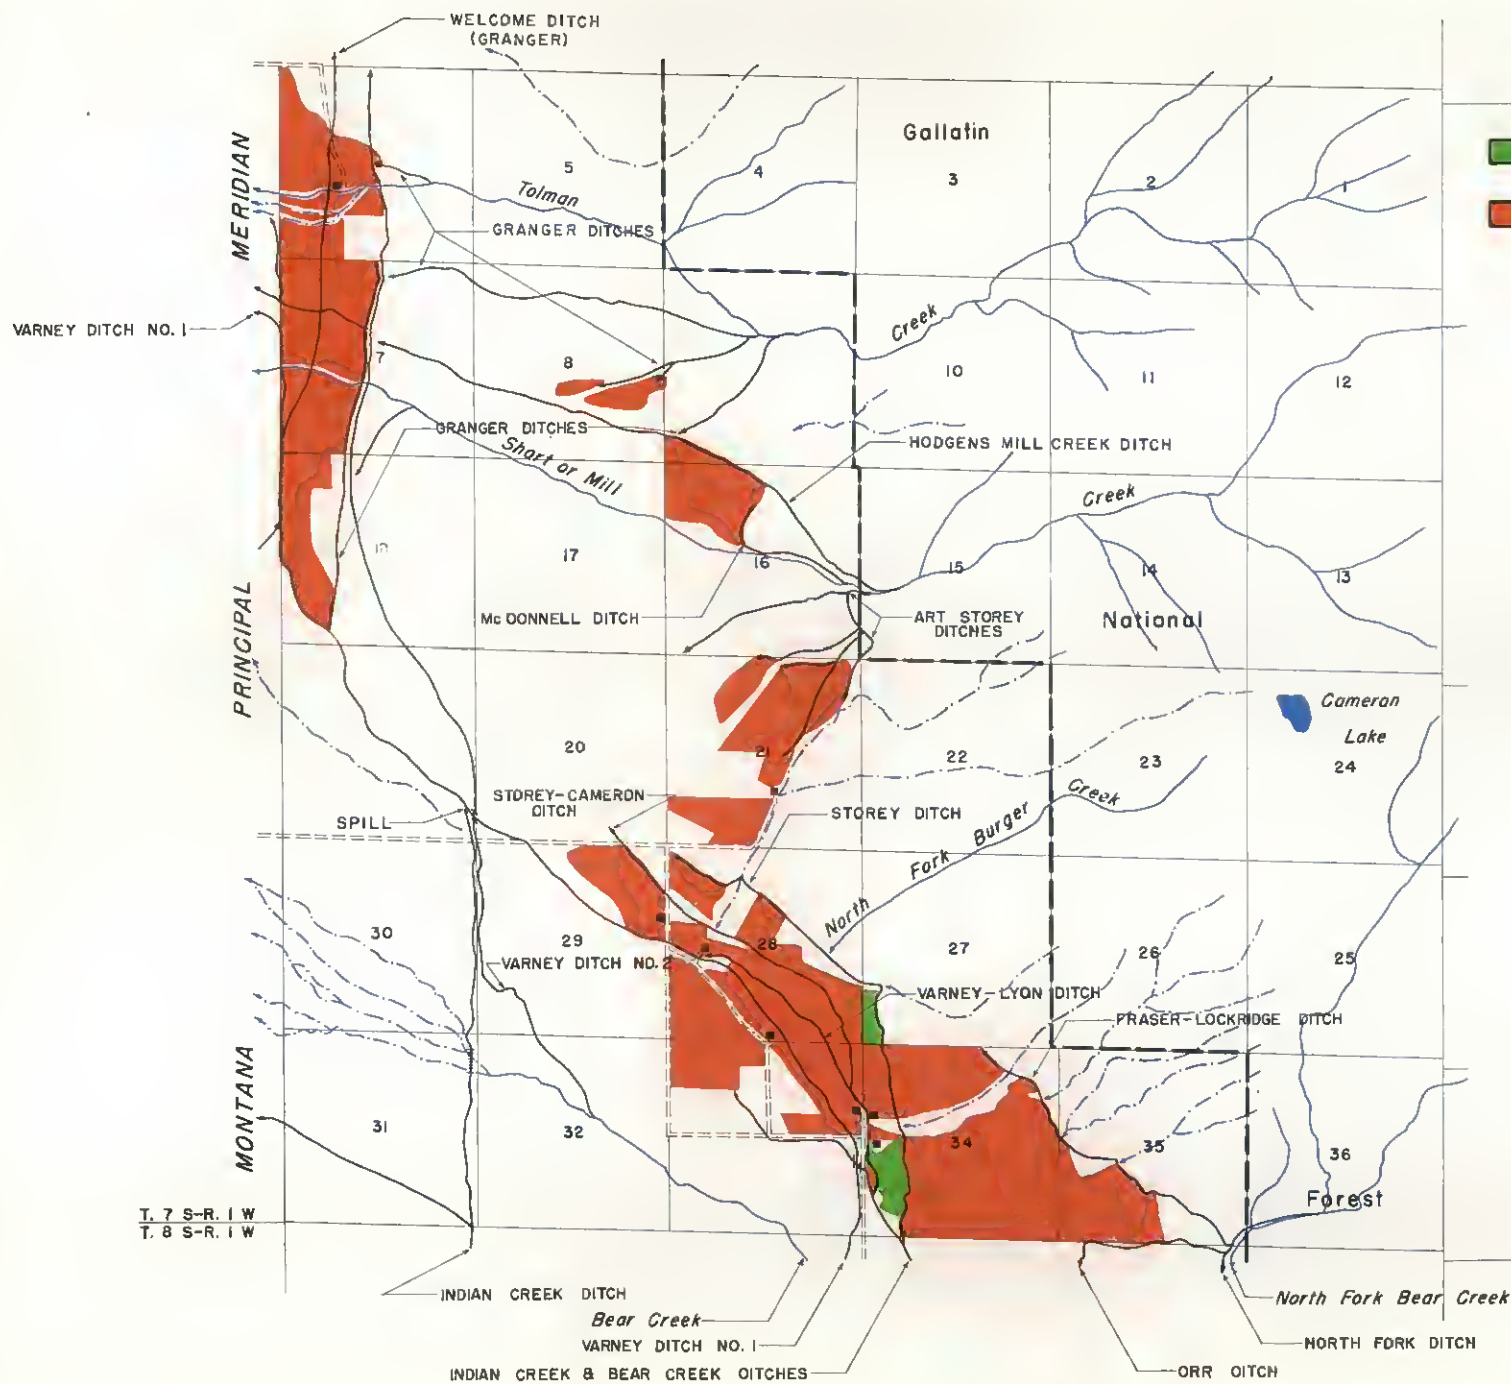 WELCOME DITCH
(GRANGER)
Gallatin
5
4
3
2
1
MERIDIAN
Tolman
GRANGER DITCHES
VARNEY DITCH NO. 1
Creek
7
8
10
11
12
GRANGER DITCHES
HODGENS MILL CREEK DITCH
Short or Mill
Creek
18
17
16
15
14
13
McDONNELL DITCH
ART STOREY
DITCHES
National
PRINCIPAL
Cameran
Lake
20
21
22
23
24
STOREY-CAMERON
DITCH
STOREY DITCH
SPILL
North Fork Burger Creek
30
29
28
27
26
25
VARNEY DITCH NO. 2
VARNEY-LYON DITCH
FRASER-LOCKRIDGE DITCH
MONTANA
31
32
34
35
36
Forest
T. 7 S-R. 1 W
T. 8 S-R. 1 W
INDIAN CREEK DITCH
Bear Creek
North Fork Bear Creek
VARNEY DITCH NO. 1
NORTH FORK DITCH
INDIAN CREEK & BEAR CREEK OITCHES
ORR OITCH